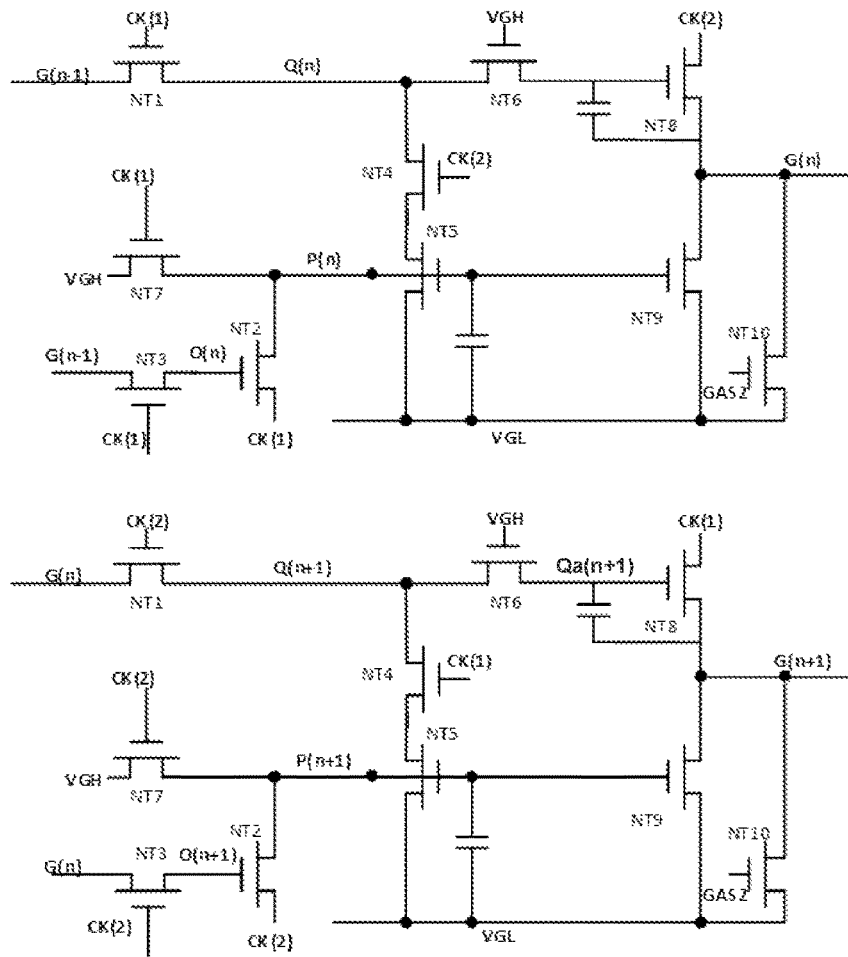 CK(1)
VGH
CK(2)
G(n-1)
Q(n)
NT1
NT6
NT8
CK(2)
NT4
G(n)
CK(1)
NT5
P(n)
VGH
NT7
NT9
NT2
NT10
G(n-1)
NT3
O(n)
GAS2
CK(1)
CK(1)
VGL
CK(2)
VGH
CK(1)
G(n)
Q(n+1)
Qa(n+1)
NT1
NT6
NT8
CK(1)
NT4
G(n+1)
CK(2)
NT5
P(n+1)
VGH
NT7
NT9
NT2
NT10
G(n)
NT3
O(n+1)
GAS2
CK(2)
CK(2)
VGL